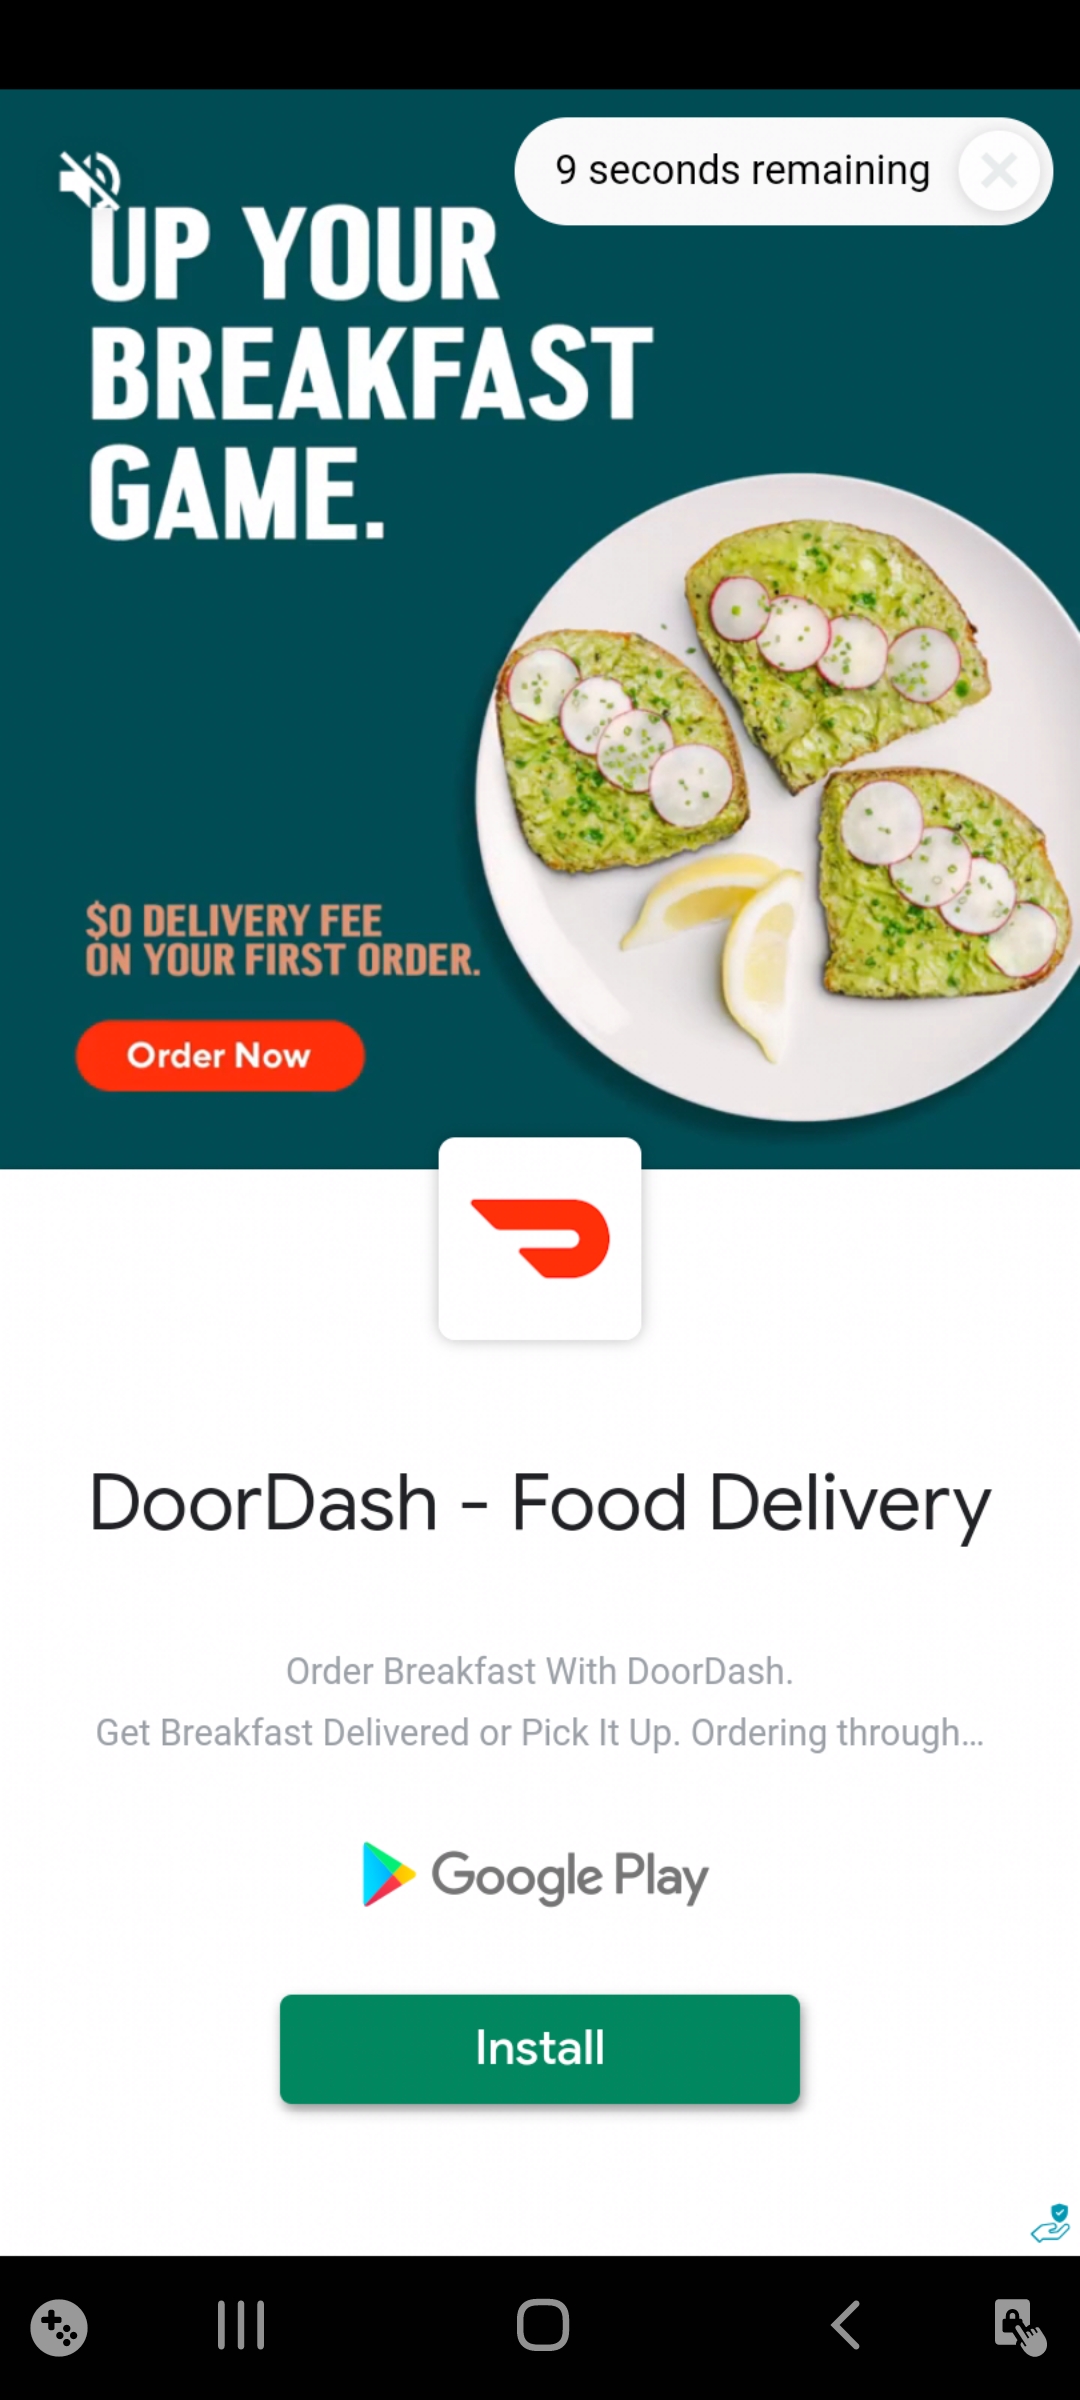 9 seconds remaining
UP YOUR
BREAKFAST
GAME.
$0 DELIVERY FEE
ON YOUR FIRST ORDER.
Order Now
DoorDash - Food Delivery
Order Breakfast With DoorDash.
Get Breakfast Delivered or Pick It Up. Ordering through...
Google Play
Install